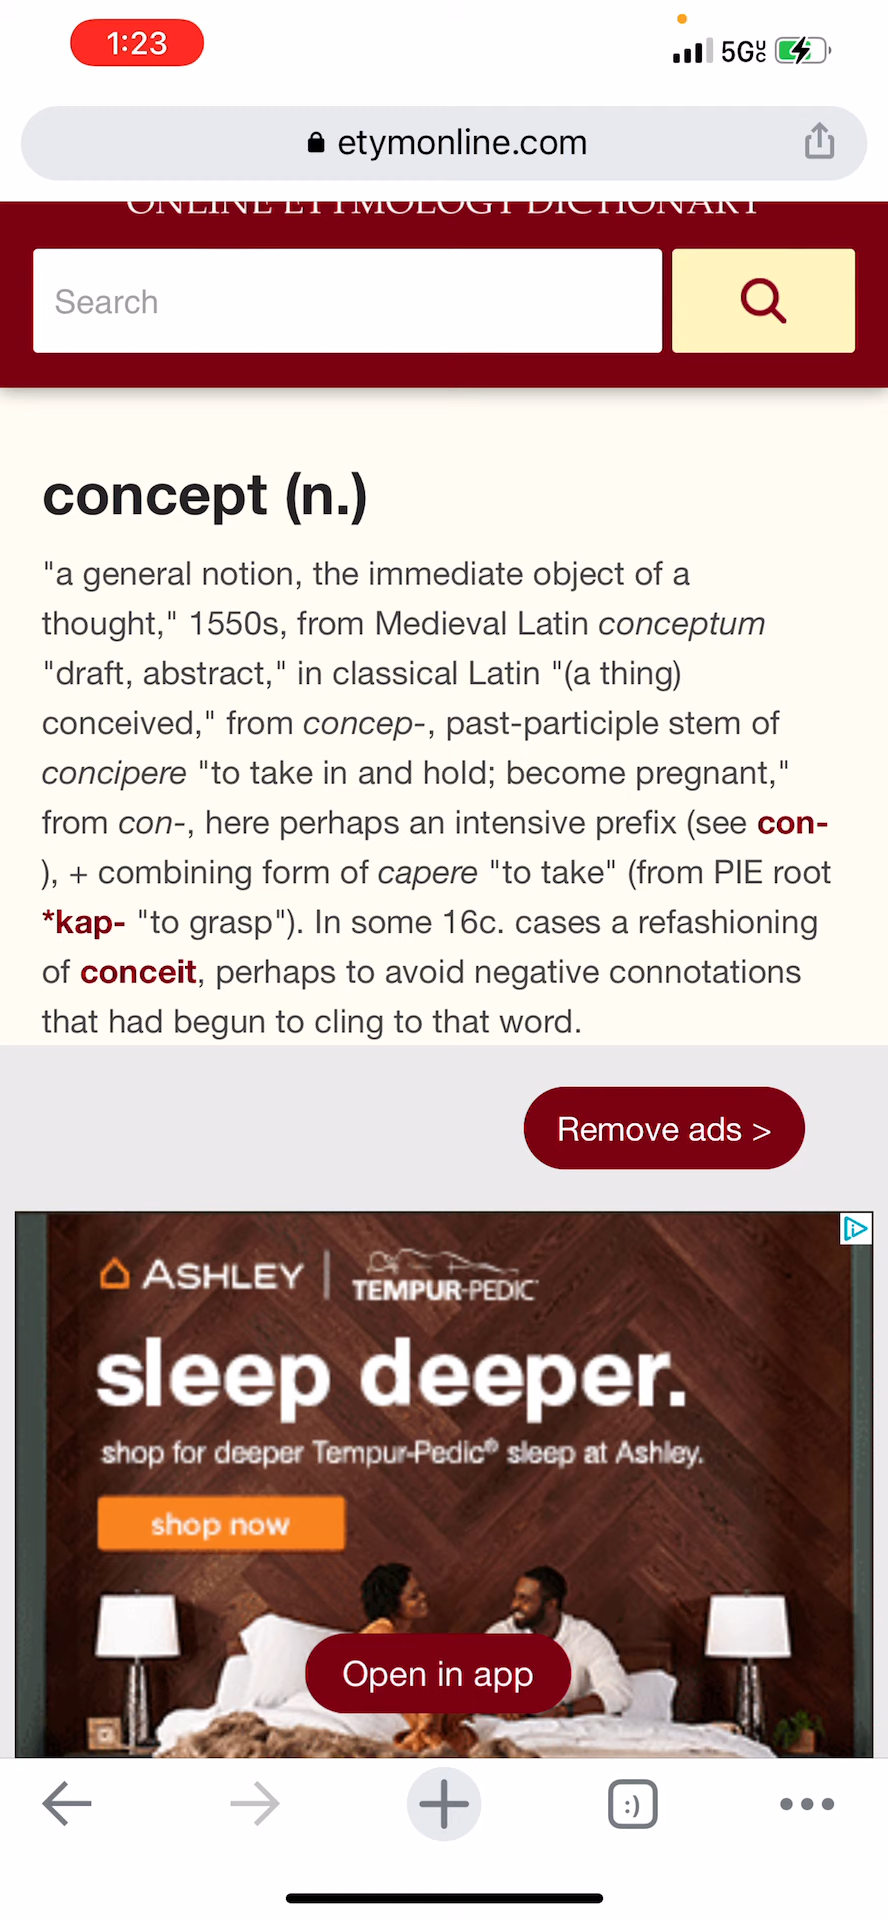 1:23
5G UC
etymonline.com
ONLINE ETYMOLOGY DICTIONARY
Search
concept (n.)
"a general notion, the immediate object of a
thought," 1550s, from Medieval Latin conceptum
"draft, abstract," in classical Latin "(a thing)
conceived," from concep-, past-participle stem of
concipere "to take in and hold; become pregnant,"
from con-, here perhaps an intensive prefix (see con-
), + combining form of capere "to take" (from PIE root
*kap- "to grasp"). In some 16c. cases a refashioning
of conceit, perhaps to avoid negative connotations
that had begun to cling to that word.
Remove ads >
ASHLEY | TEMPUR-PEDIC
sleep deeper.
shop for deeper Tempur-Pedic® sleep at Ashley.
shop now
Open in app
:)